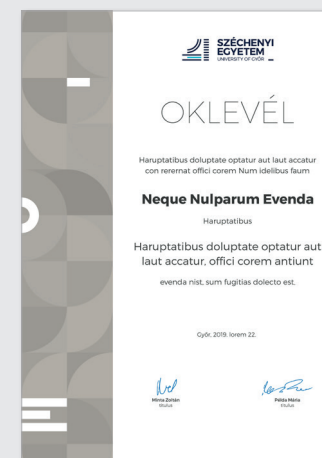 SZÉCHENYI
EGYETEM
UNIVERSITY OF GYŐR
OKLEVÉL
Haruptatibus doluptate optatur aut laut accatur
con rerernat offici corem Num idelibus faum
Neque Nulparum Evenda
Haruptatibus
Haruptatibus doluptate optatur aut
laut accatur, offici corem antiunt
evenda nist, sum fugitias dolecto est.
Győr, 2019. lorem 22.
Minta Zoltán
titulus
Példa Mária
titulus